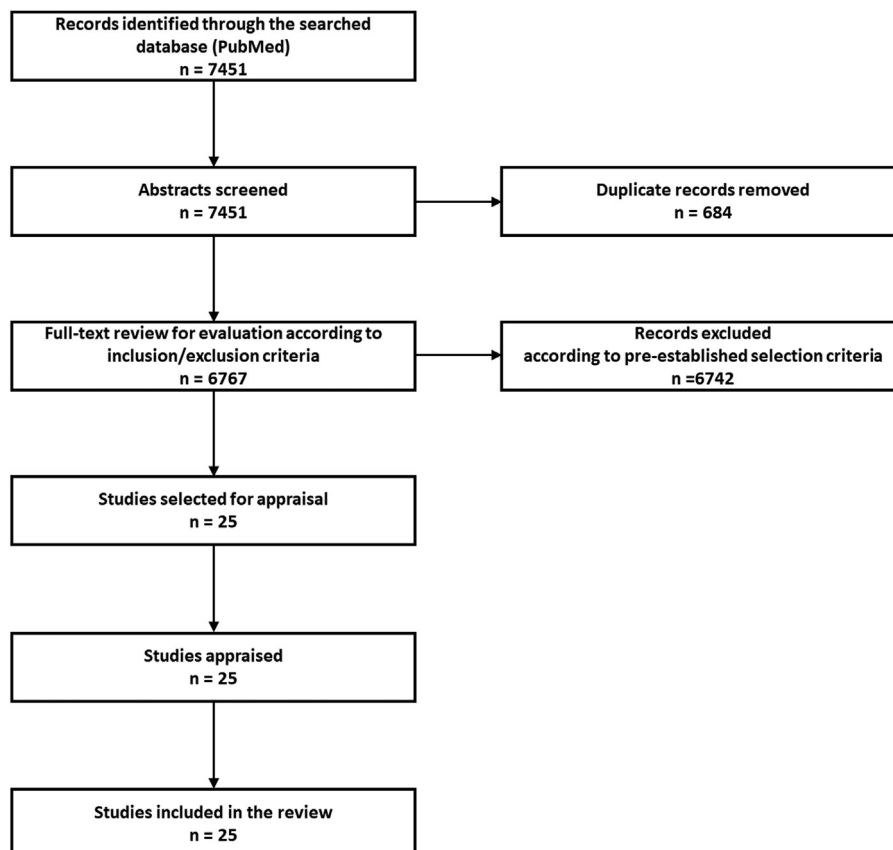 Records identified through the searched
database (PubMed)
n = 7451
Abstracts screened
n = 7451
Duplicate records removed
n = 684
Full-text review for evaluation according to
inclusion/exclusion criteria
n = 6767
Records excluded
according to pre-established selection criteria
n =6742
Studies selected for appraisal
n = 25
Studies appraised
n = 25
Studies included in the review
n = 25